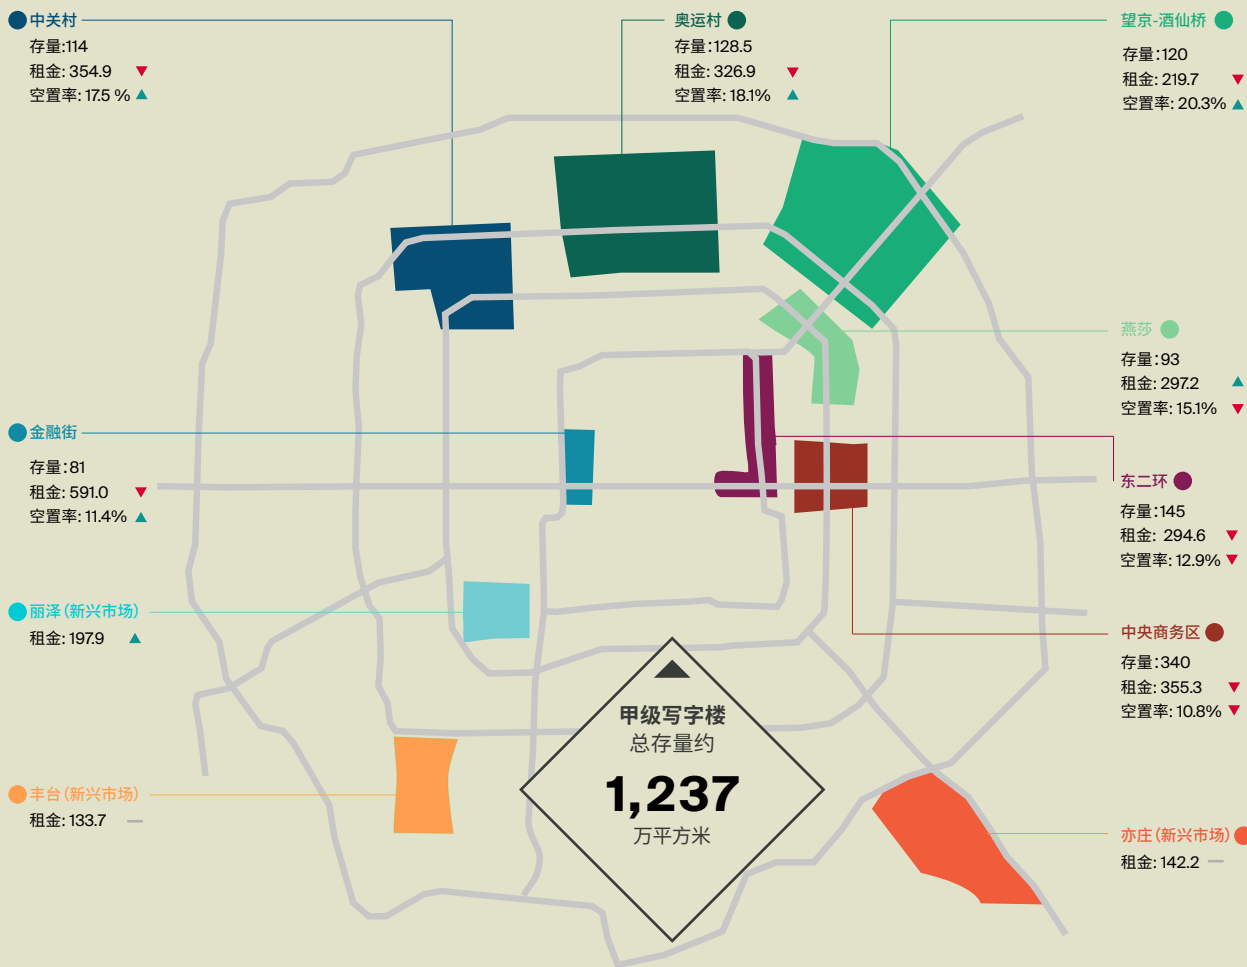 中关村
存量:114
租金: 354.9
空置率: 17.5 %
奥运村
存量:128.5
租金: 326.9
空置率: 18.1%
望京-酒仙桥
存量:120
租金: 219.7
空置率: 20.3%
燕莎
存量:93
租金: 297.2
空置率: 15.1%
金融街
存量:81
租金: 591.0
空置率: 11.4%
东二环
存量:145
租金: 294.6
空置率: 12.9%
丽泽(新兴市场)
租金: 197.9
中央商务区
存量:340
租金: 355.3
空置率: 10.8%
甲级写字楼
总存量约
1,237
万平方米
丰台(新兴市场)
租金: 133.7
亦庄(新兴市场)
租金: 142.2